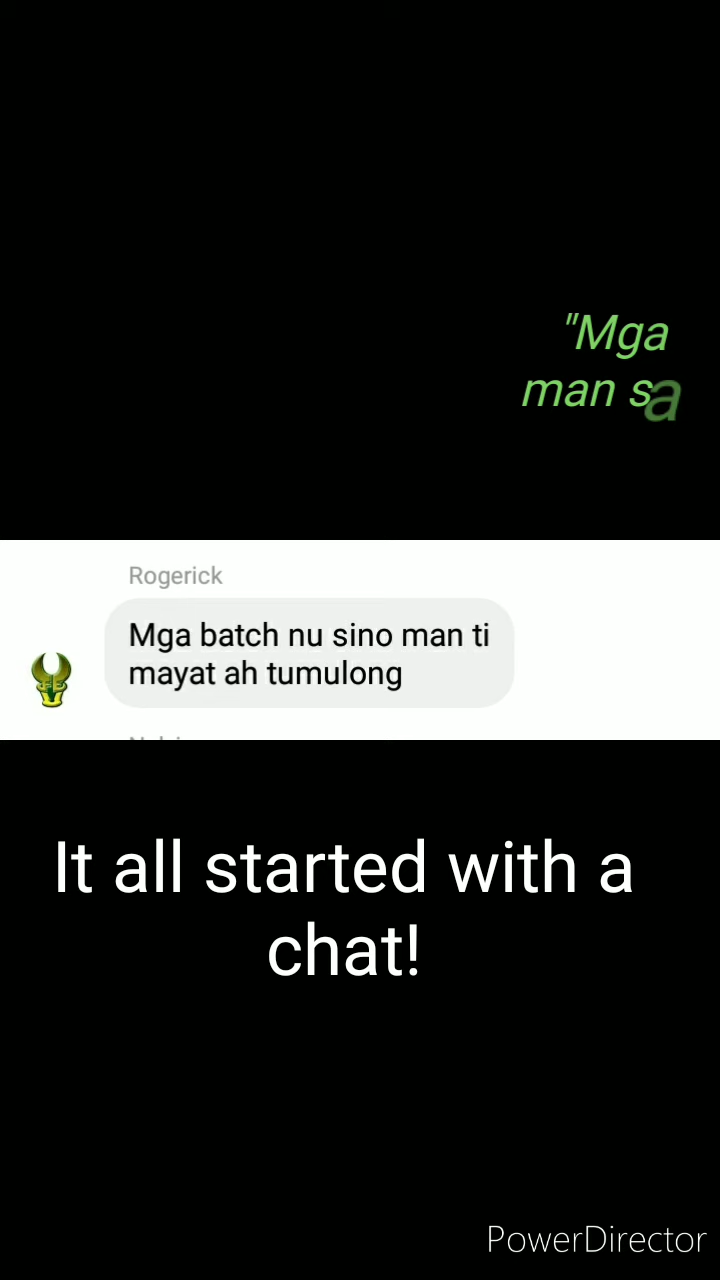 "Mga
man sa
Rogerick
Mga batch nu sino man ti
mayat ah tumulong
It all started with a
chat!
PowerDirector